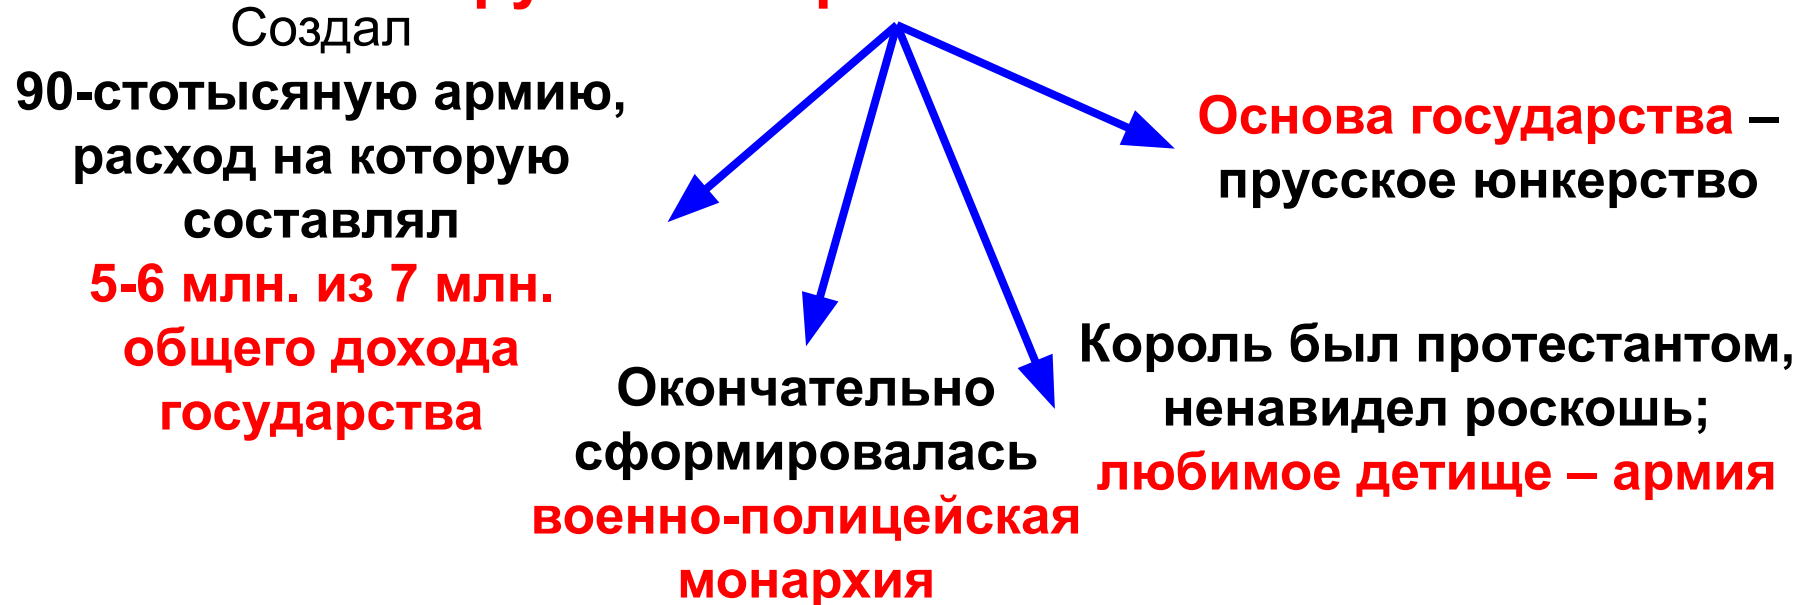 Создал
90-стотысяную армию,
расход на которую
составлял
5-6 млн. из 7 млн.
общего дохода
государства
Окончательно
сформировалась
военно-полицейская
монархия
Основа государства –
прусское юнкерство
Король был протестантом,
ненавидел роскошь;
любимое детище – армия